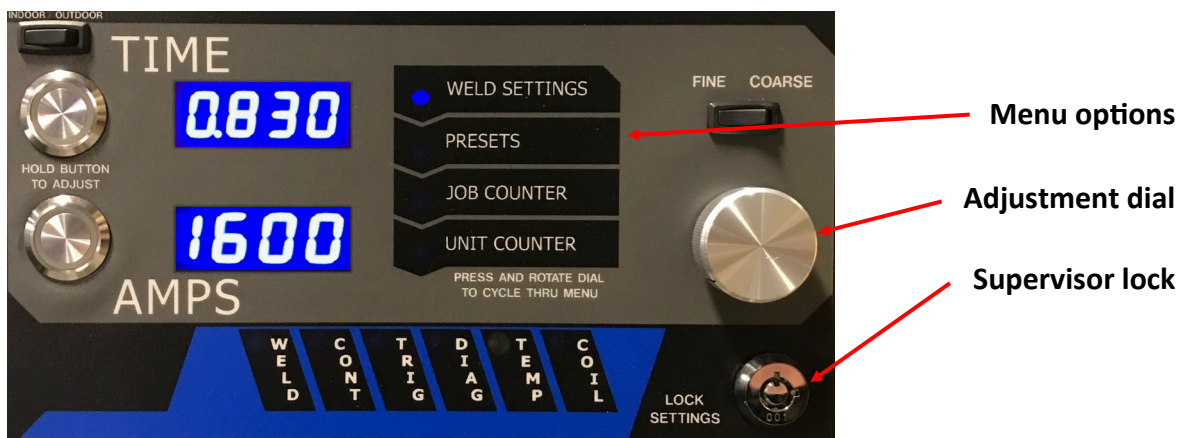 INDOOR / OUTDOOR
TIME
0.830
HOLD BUTTON
TO ADJUST
1600
AMPS
WELD SETTINGS
PRESETS
JOB COUNTER
UNIT COUNTER
PRESS AND ROTATE DIAL
TO CYCLE THRU MENU
FINE COARSE
Menu options
Adjustment dial
Supervisor lock
WELD
CONT
TRIG
DIAG
TEMP
COIL
LOCK
SETTINGS
001